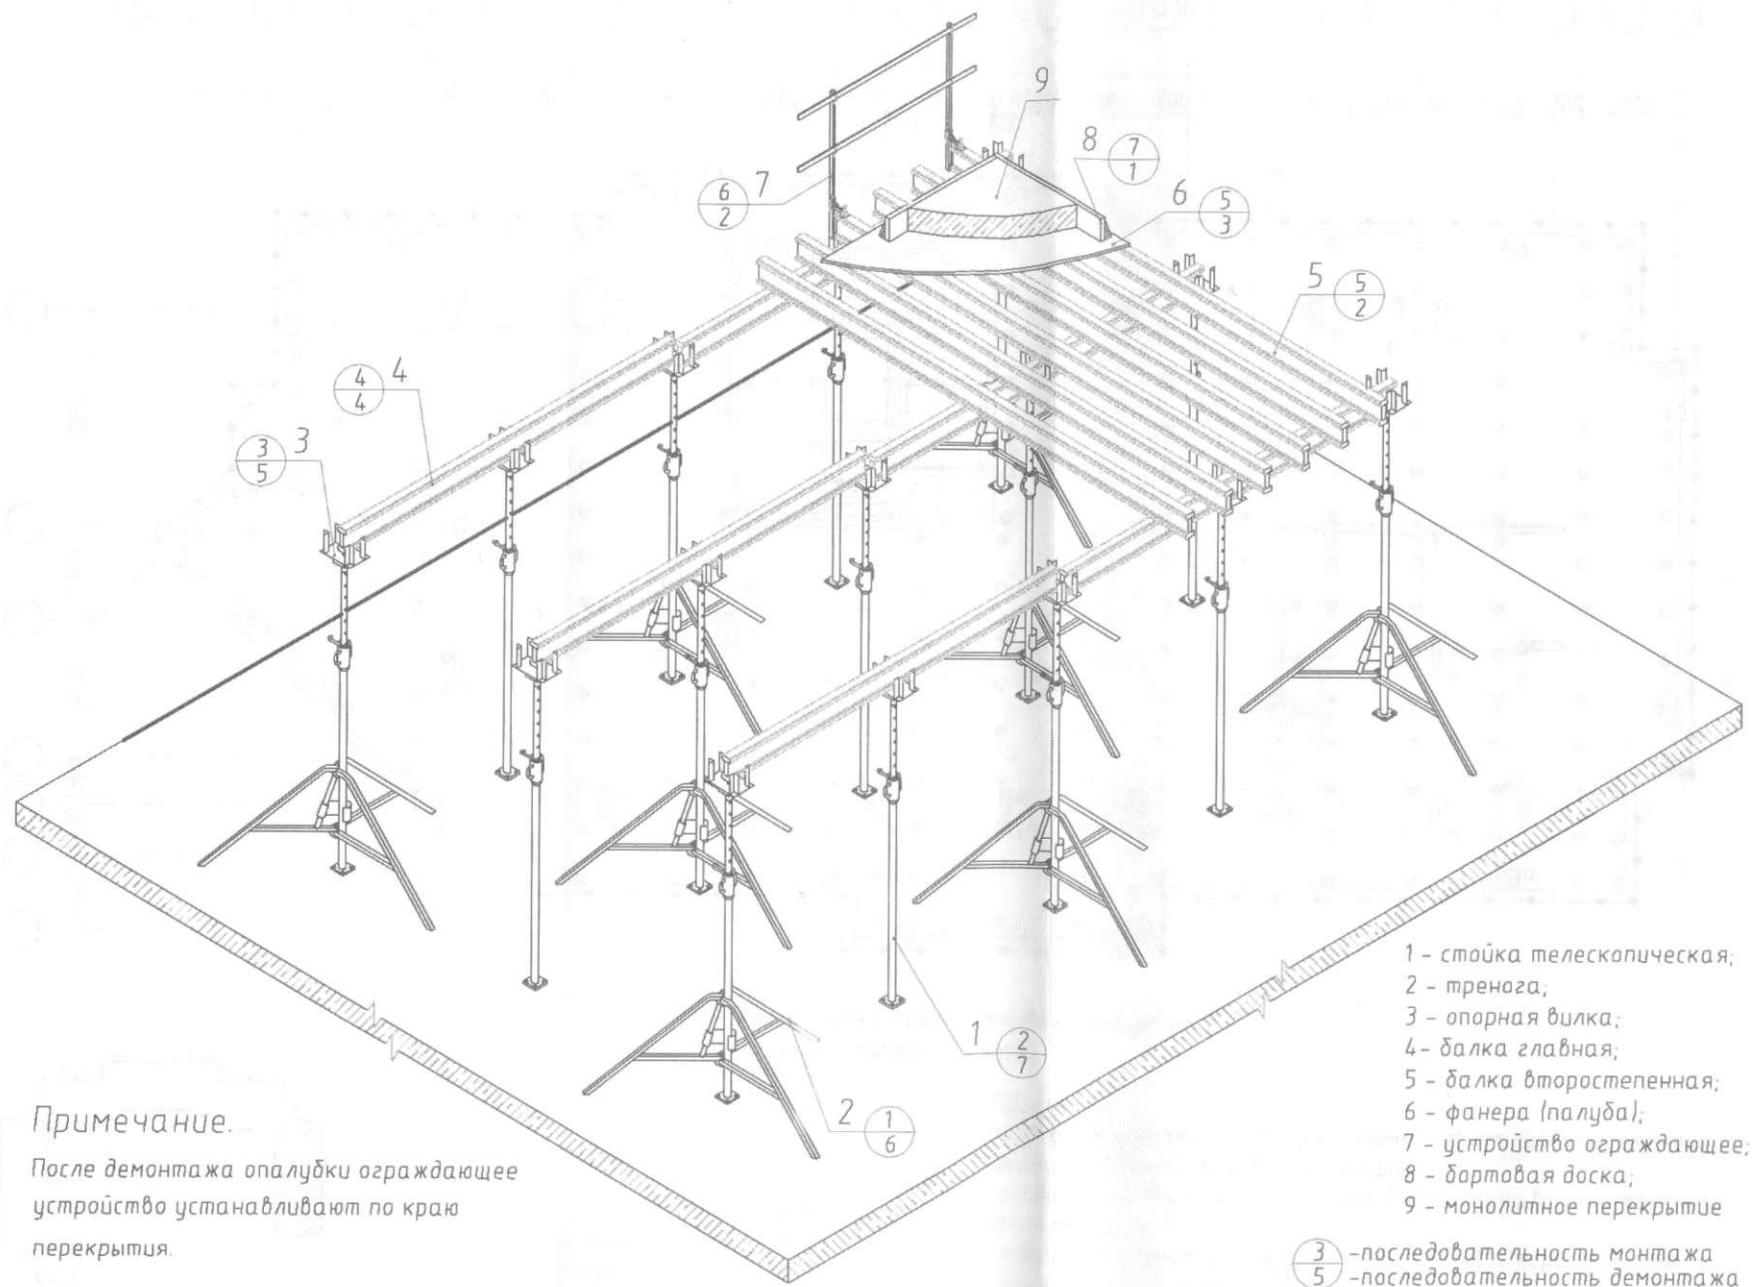 9
8 7/1
6/2 7
6 5/3
5 5/2
4/4 4
3/5 3
1 2/7
2 1/6
1 - стойка телескопическая;
2 - тренога;
3 - опорная вилка;
4- балка главная;
5 - балка второстепенная;
6 - фанера (палуба);
7 - устройство ограждающее;
8 - бортовая доска;
9 - монолитное перекрытие
3 -последовательность монтажа
5 -последовательность демонтажа
Примечание.
После демонтажа опалубки ограждающее
устройство устанавливают по краю
перекрытия.